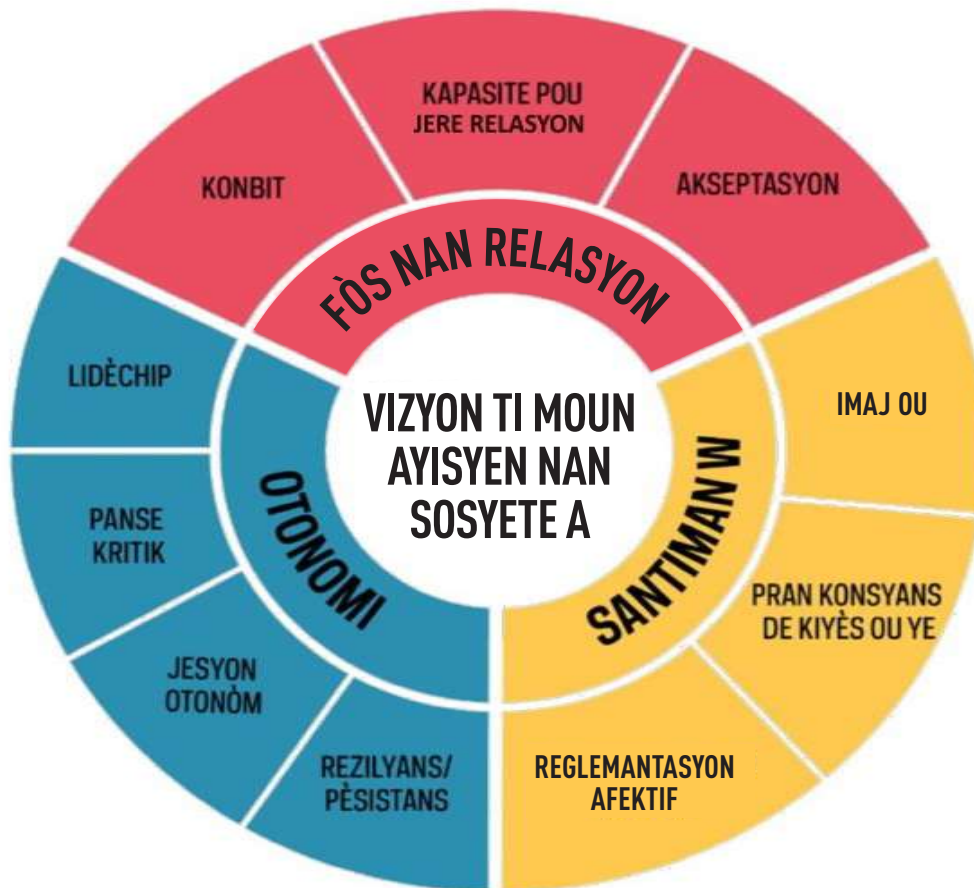 KAPASITE POU
JERE RELASYON
KONBIT
AKSEPTASYON
FÒS NAN RELASYON
LIDÈCHIP
IMAJ OU
VIZYON TI MOUN
AYISYEN NAN
SOSYETE A
OTONOMI
SANTIMAN W
PANSE
KRITIK
PRAN KONSYANS
DE KIYÈS OU YE
JESYON
OTONÒM
REZILYANS/
PÈSISTANS
REGLEMANTASYON
AFEKTIF